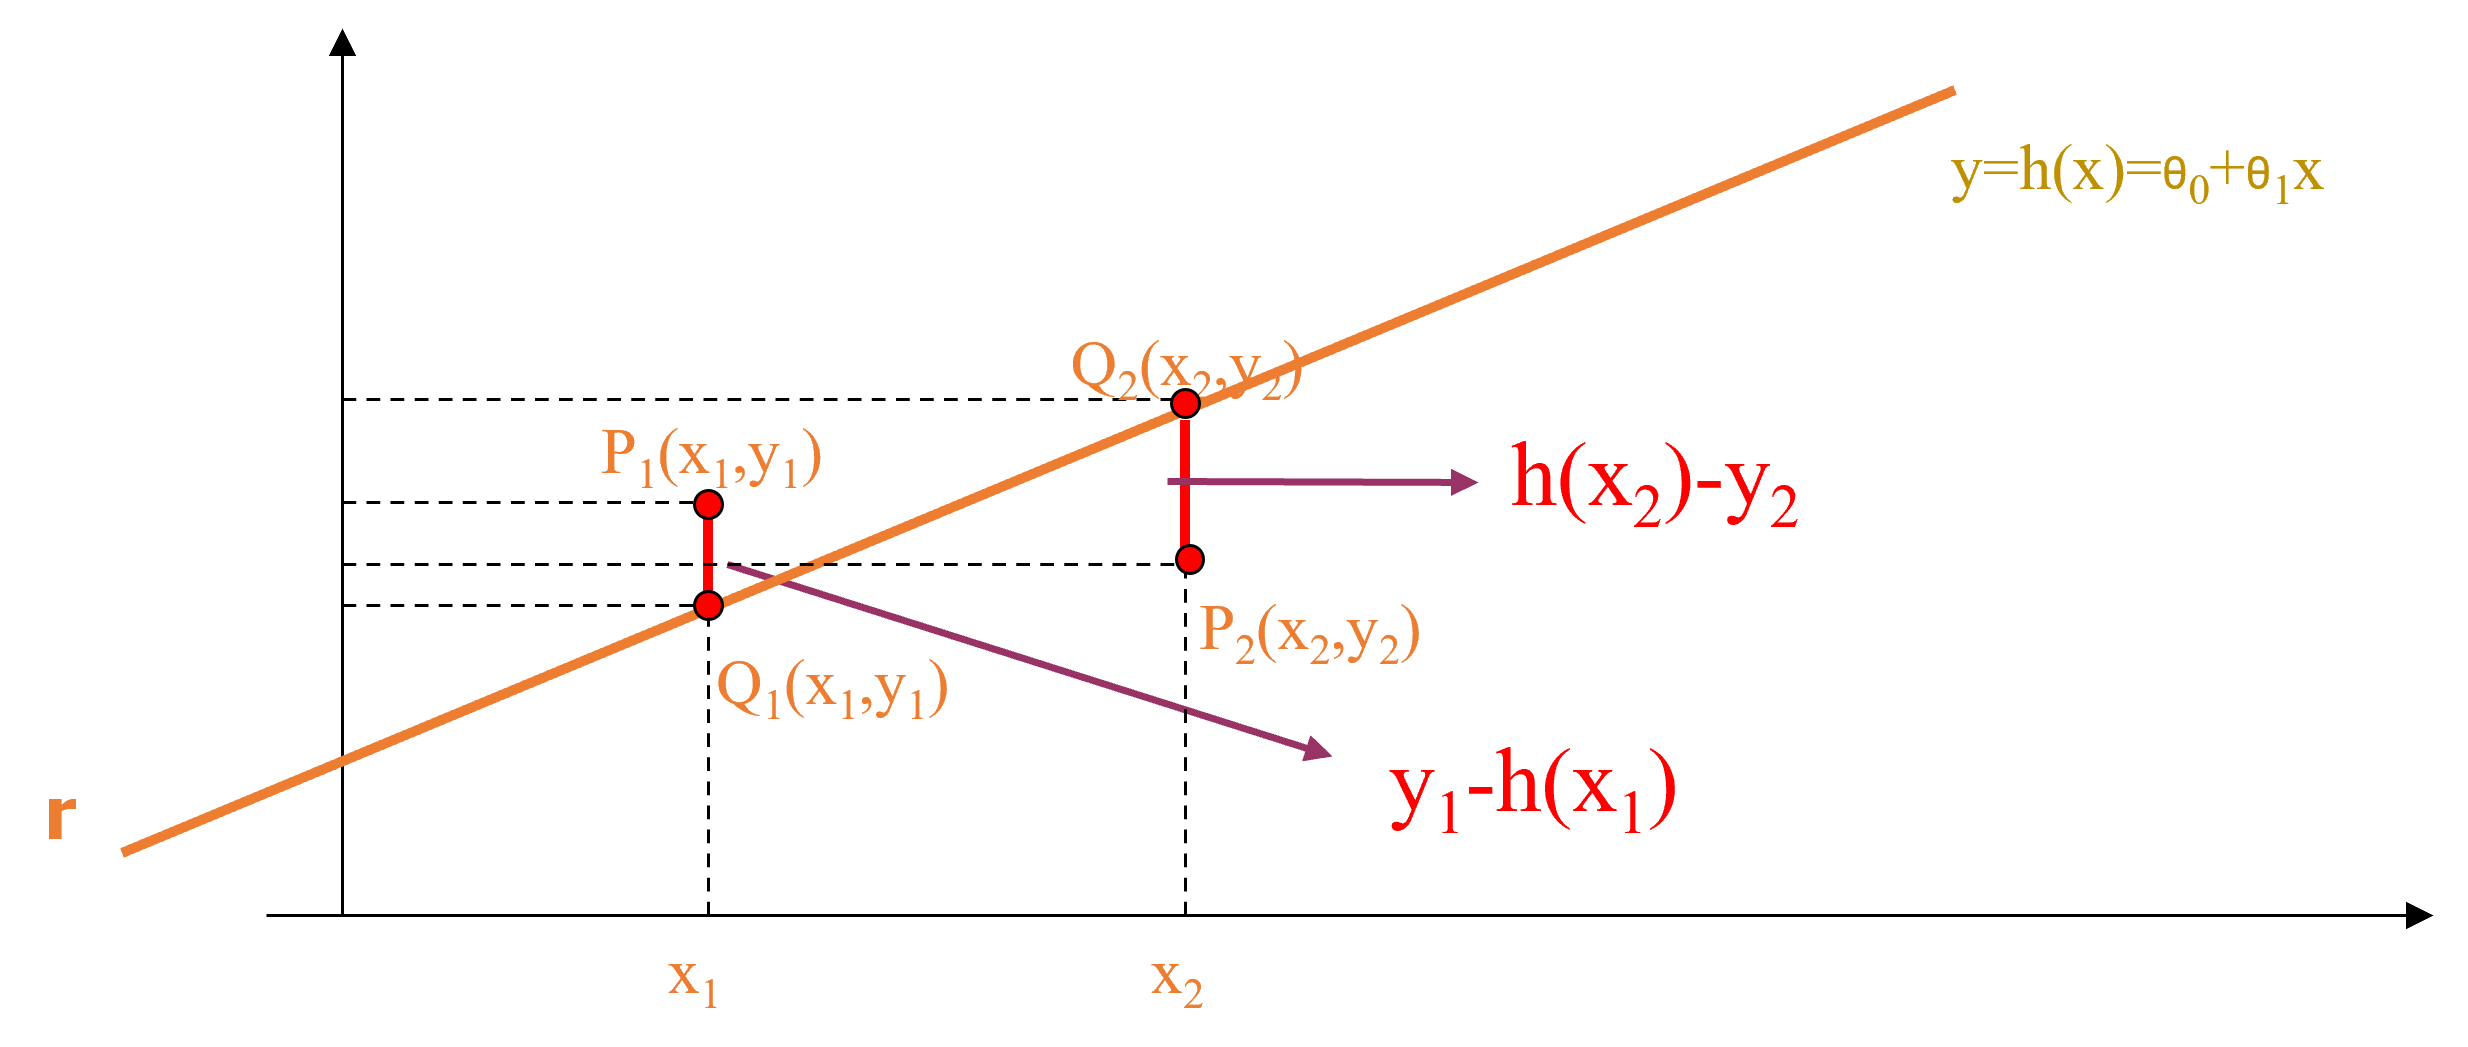 y=h(x)=θ₀+θ₁x
Q₂(x₂,y₂)
P₁(x₁,y₁)
h(x₂)-y₂
P₂(x₂,y₂)
Q₁(x₁,y₁)
y₁-h(x₁)
r
x₁
x₂